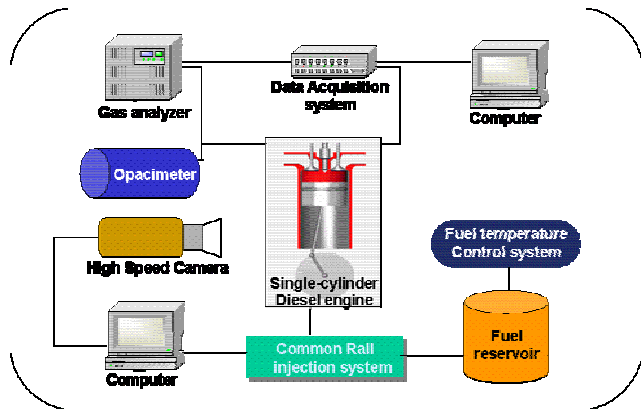 Gas analyzer
Data Acquisition
system
Computer
Opacimeter
High Speed Camera
Single-cylinder
Diesel engine
Fuel temperature
Control system
Computer
Common Rail
injection system
Fuel
reservoir